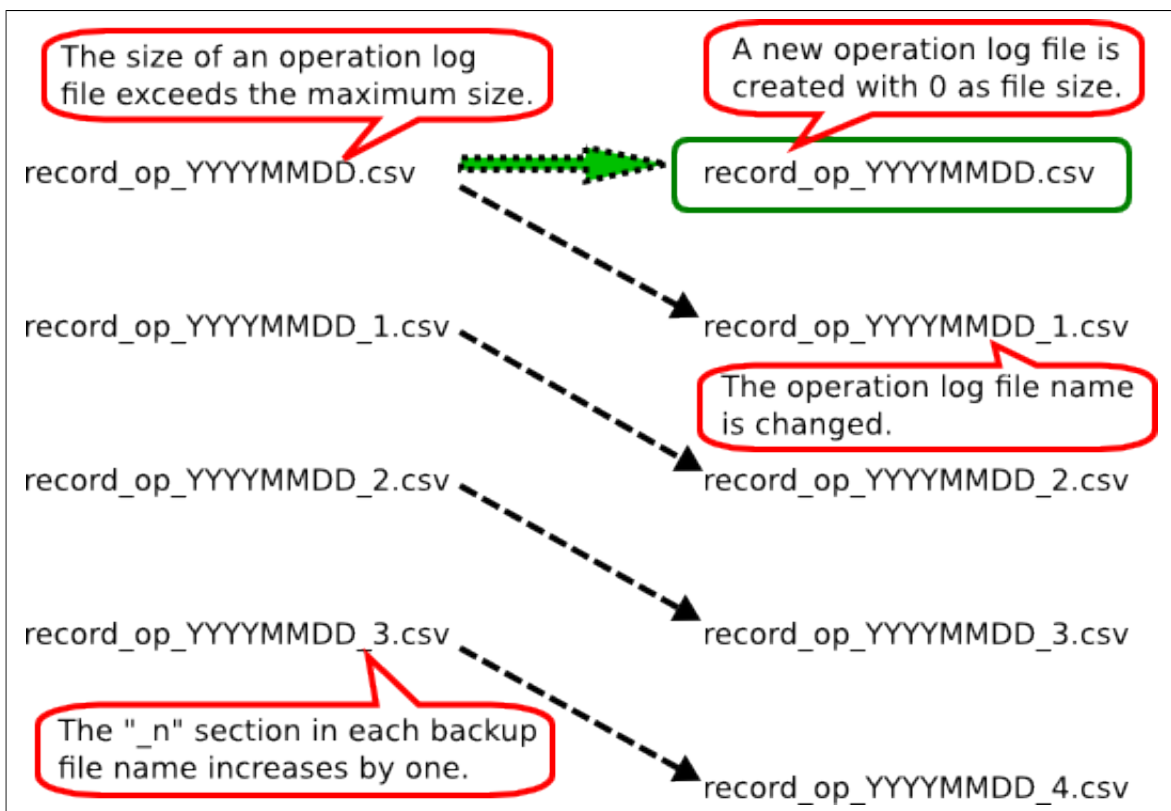 The size of an operation log
file exceeds the maximum size.
A new operation log file is
created with 0 as file size.
record_op_YYYYMMDD.csv
record_op_YYYYMMDD.csv
record_op_YYYYMMDD_1.csv
record_op_YYYYMMDD_1.csv
The operation log file name
is changed.
record_op_YYYYMMDD_2.csv
record_op_YYYYMMDD_2.csv
record_op_YYYYMMDD_3.csv
record_op_YYYYMMDD_3.csv
The "_n" section in each backup
file name increases by one.
record_op_YYYYMMDD_4.csv